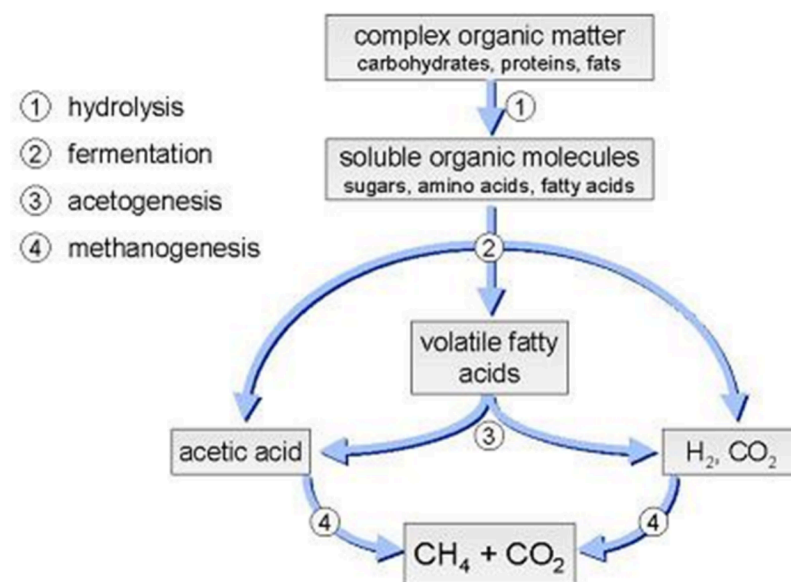 complex organic matter
carbohydrates, proteins, fats
① hydrolysis
① 
② fermentation
soluble organic molecules
sugars, amino acids, fatty acids
③ acetogenesis
④ methanogenesis
②
volatile fatty
acids
③
acetic acid
H₂, CO₂
④
④
CH₄ + CO₂